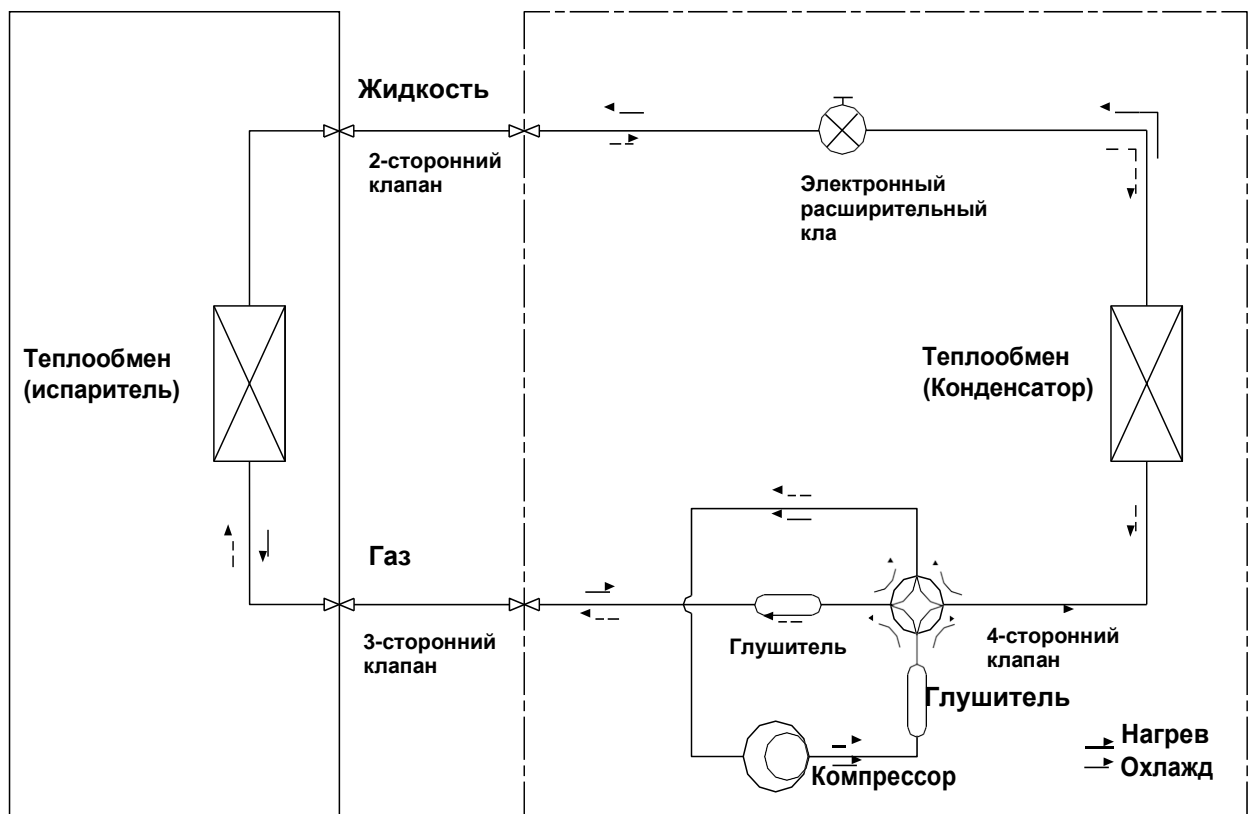 Жидкость
2-сторонний
клапан
Электронный
расширительный
кла
Теплообмен
(испаритель)
Теплообмен
(Конденсатор)
Газ
3-сторонний
клапан
Глушитель
4-сторонний
клапан
Глушитель
Компрессор
Нагрев
Охлажд